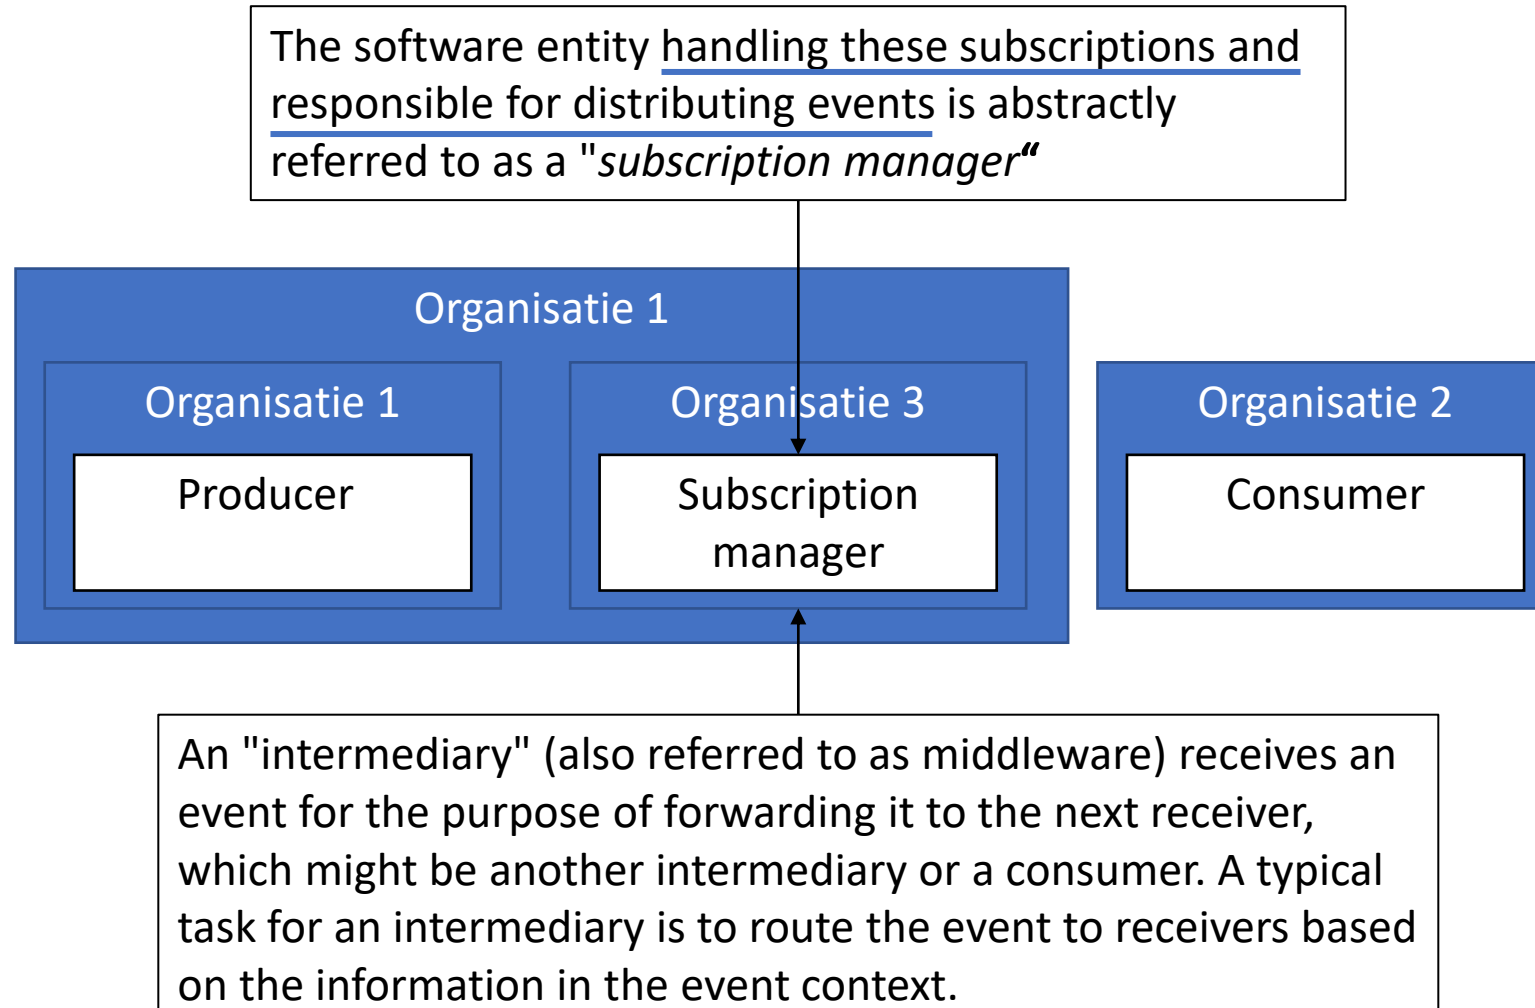 The software entity handling these subscriptions and
responsible for distributing events is abstractly
referred to as a "subscription manager“
Organisatie 1
Organisatie 1
Organisatie 3
Organisatie 2
Producer
Subscription
manager
Consumer
An "intermediary" (also referred to as middleware) receives an
event for the purpose of forwarding it to the next receiver,
which might be another intermediary or a consumer. A typical
task for an intermediary is to route the event to receivers based
on the information in the event context.